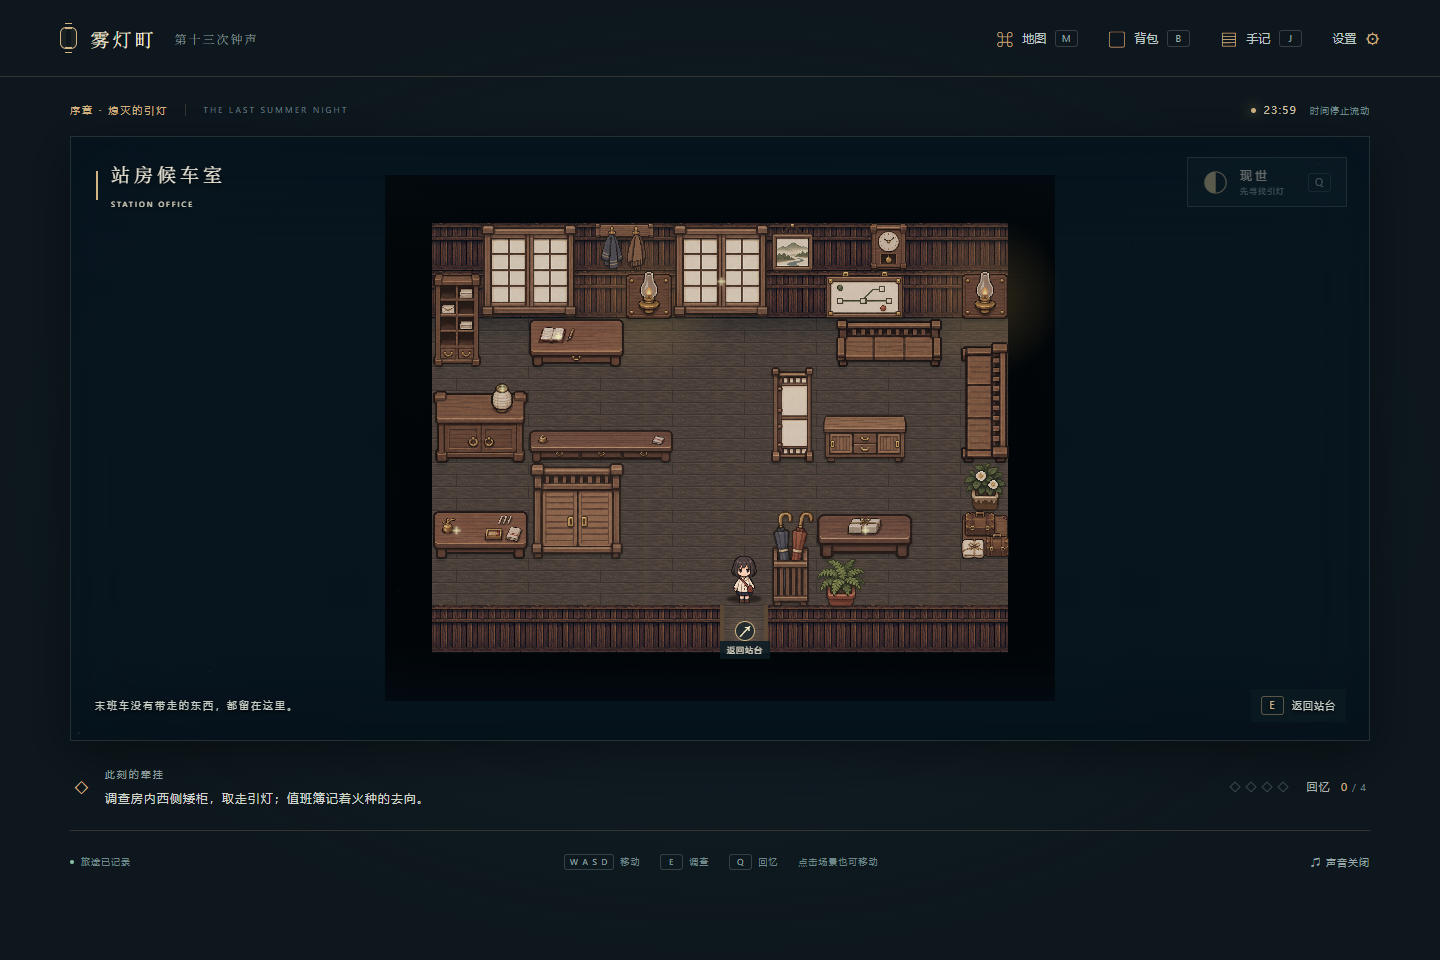 雾灯町 第十三次钟声 地图 M 背包 B 手记 J 设置
序章 · 熄灭的引灯 THE LAST SUMMER NIGHT 23:59 时间停止流动
站房候车室
STATION OFFICE
现世 Q
先寻找引灯
返回站台
末班车没有带走的东西，都留在这里。 E 返回站台
此刻的牵挂
调查房内西侧矮柜，取走引灯；值班簿记着火种的去向。 回忆 0 / 4
旅途已记录 WASD 移动 E 调查 Q 回忆 点击场景也可移动 声音关闭